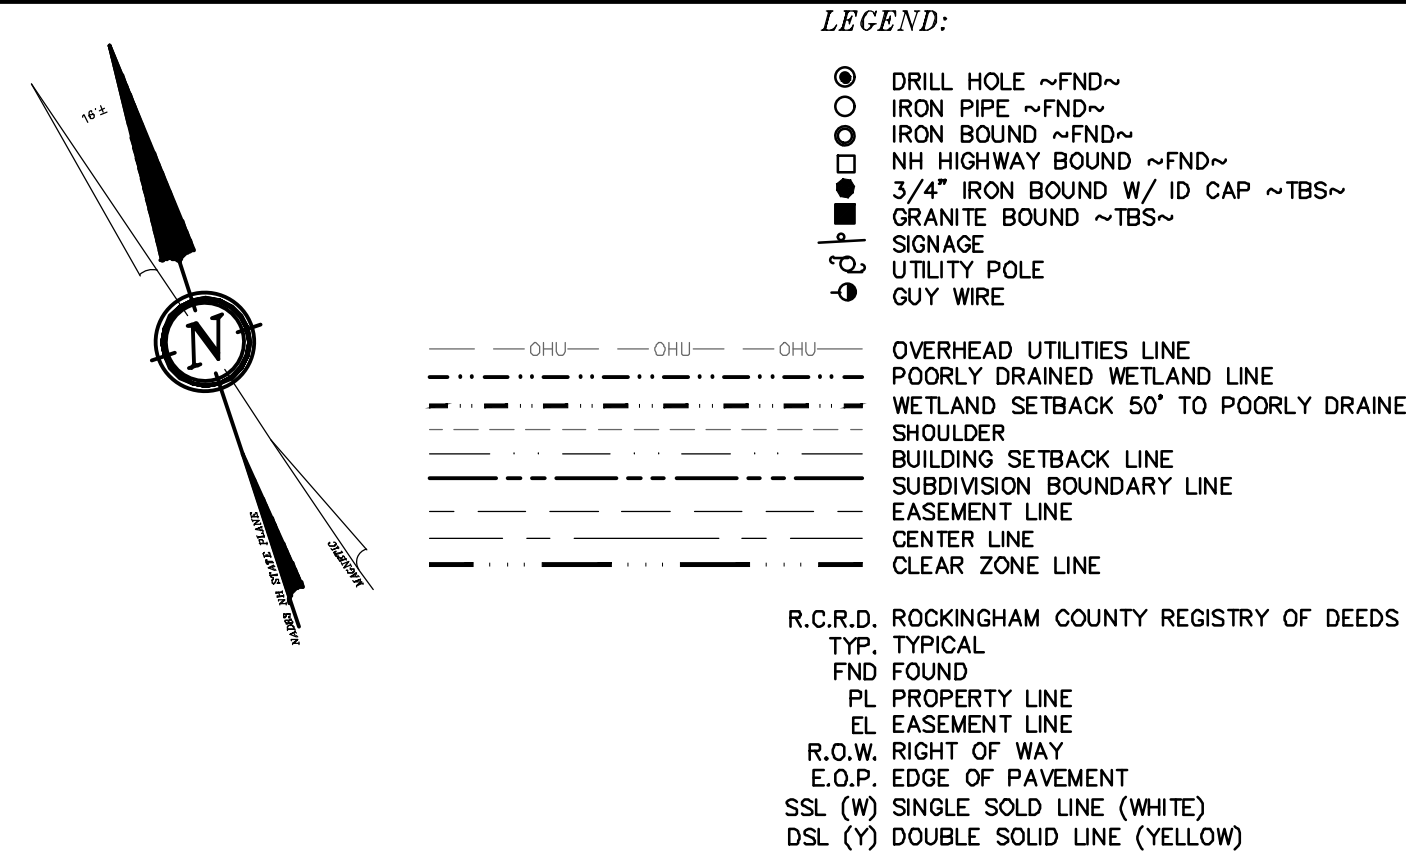 LEGEND:
16'±
N
NAD83 NH STATE PLANE
MAGNETIC
DRILL HOLE ~FND~
IRON PIPE ~FND~
IRON BOUND ~FND~
NH HIGHWAY BOUND ~FND~
3/4" IRON BOUND W/ ID CAP ~TBS~
GRANITE BOUND ~TBS~
SIGNAGE
UTILITY POLE
GUY WIRE
OHU OHU OHU OVERHEAD UTILITIES LINE
POORLY DRAINED WETLAND LINE
WETLAND SETBACK 50' TO POORLY DRAINE
SHOULDER
BUILDING SETBACK LINE
SUBDIVISION BOUNDARY LINE
EASEMENT LINE
CENTER LINE
CLEAR ZONE LINE
R.C.R.D. ROCKINGHAM COUNTY REGISTRY OF DEEDS
TYP. TYPICAL
FND FOUND
PL PROPERTY LINE
EL EASEMENT LINE
R.O.W. RIGHT OF WAY
E.O.P. EDGE OF PAVEMENT
SSL (W) SINGLE SOLD LINE (WHITE)
DSL (Y) DOUBLE SOLID LINE (YELLOW)